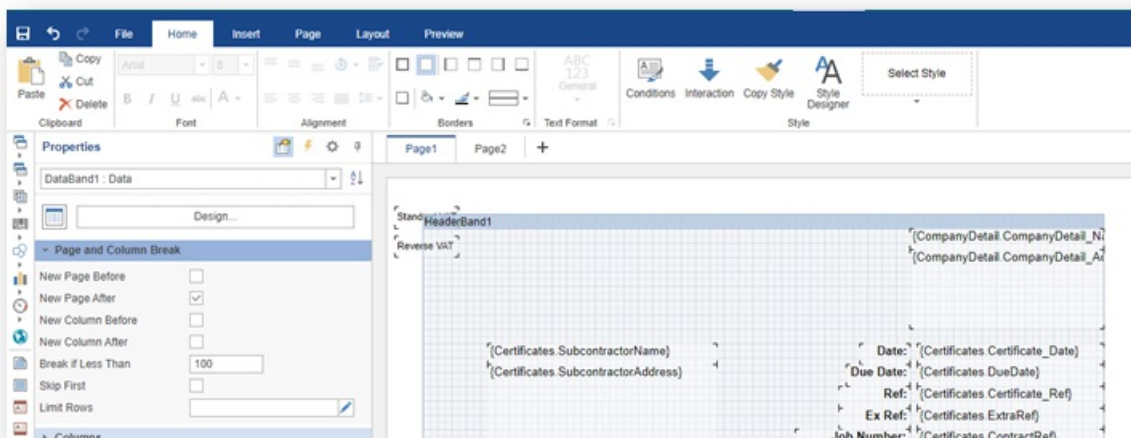 File Home Insert Page Layout Preview
Paste
Copy
Cut
Delete
Clipboard
Arial 8
B I U abc A
Font
Alignment
Borders
ABC
123
General
Text Format
Conditions Interaction Copy Style Style Designer
Select Style
Style
Properties
Page1 Page2 +
DataBand1 : Data
Design...
Page and Column Break
New Page Before
New Page After
New Column Before
New Column After
Break if Less Than 100
Skip First
Limit Rows
Columns
HeaderBand1
Reverse VAT
{CompanyDetail.CompanyDetail_N
{CompanyDetail.CompanyDetail_A
{Certificates.SubcontractorName}
{Certificates.SubcontractorAddress}
Date: {Certificates.Certificate_Date}
Due Date: {Certificates.DueDate}
Ref: {Certificates.Certificate_Ref}
Ex Ref: {Certificates.ExtraRef}
Job Number: {Certificates.ContractRef}